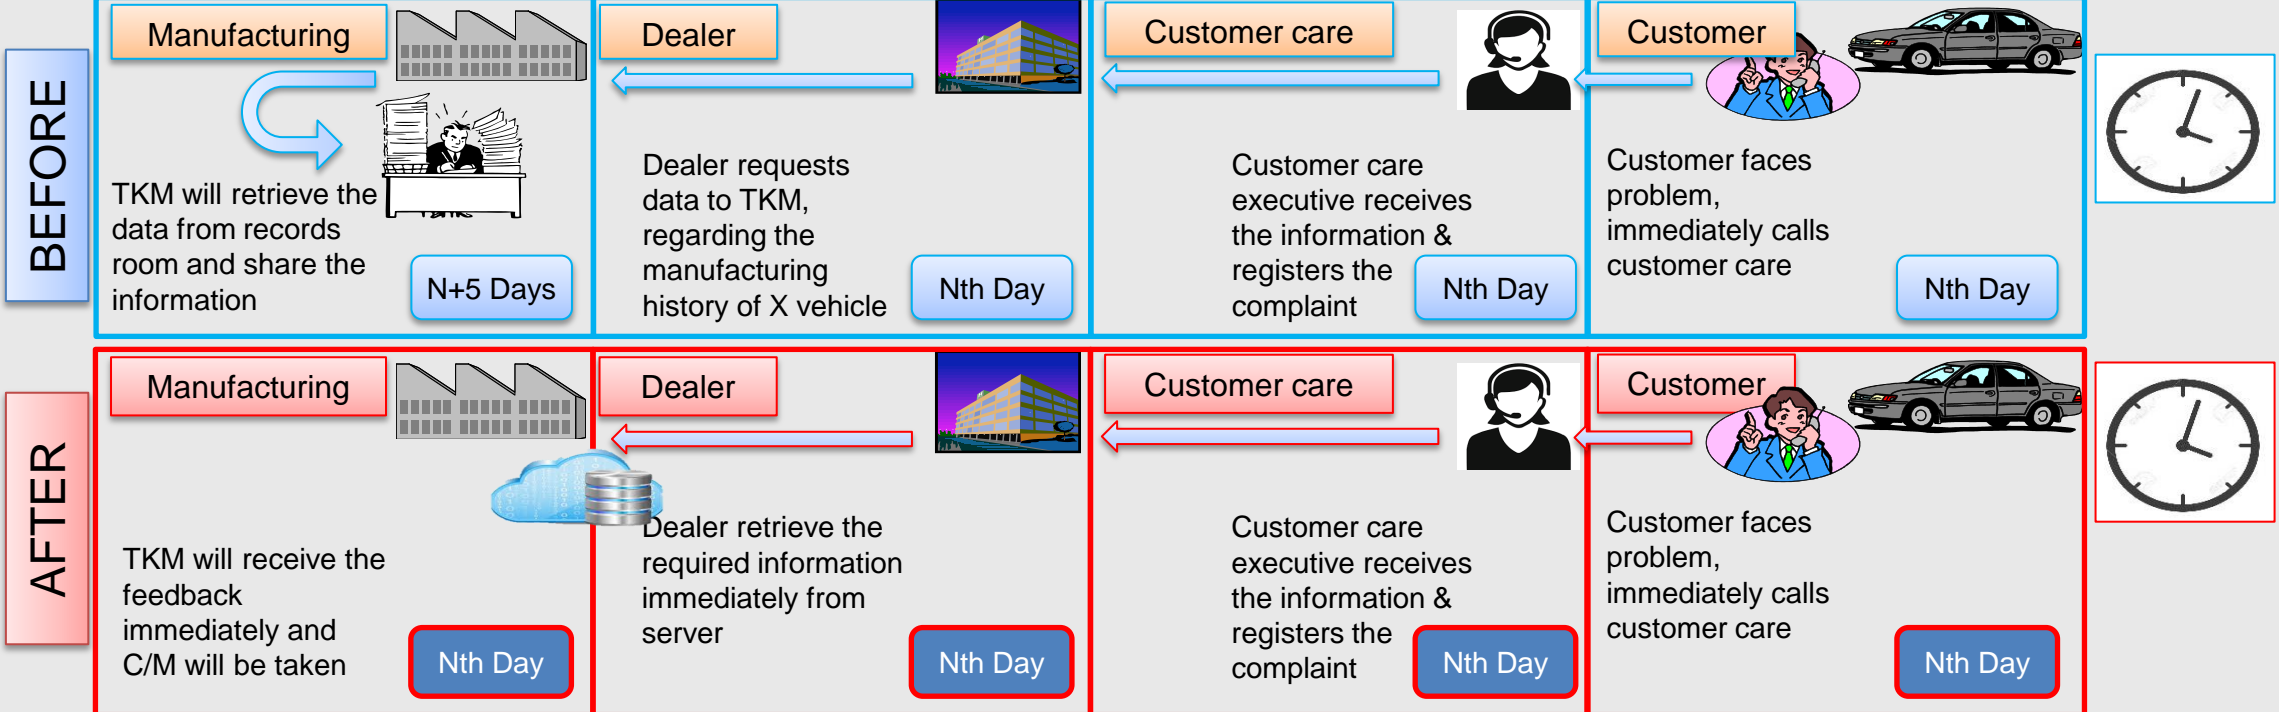 BEFORE
Manufacturing
TKM will retrieve the
data from records
room and share the
information
N+5 Days
Dealer
Dealer requests
data to TKM,
regarding the
manufacturing
history of X vehicle
Nth Day
Customer care
Customer care
executive receives
the information &
registers the
complaint
Nth Day
Customer
Customer faces
problem,
immediately calls
customer care
Nth Day
AFTER
Manufacturing
TKM will receive the
feedback
immediately and
C/M will be taken
Nth Day
Dealer
Dealer retrieve the
required information
immediately from
server
Nth Day
Customer care
Customer care
executive receives
the information &
registers the
complaint
Nth Day
Customer
Customer faces
problem,
immediately calls
customer care
Nth Day